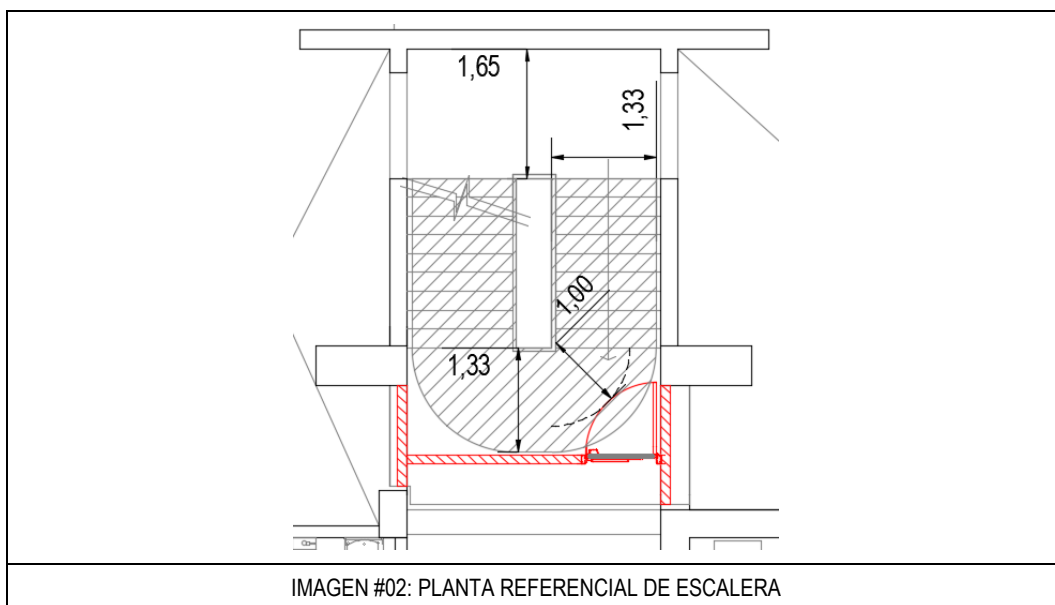 1,65
1,33
1,00
1,33
IMAGEN #02: PLANTA REFERENCIAL DE ESCALERA